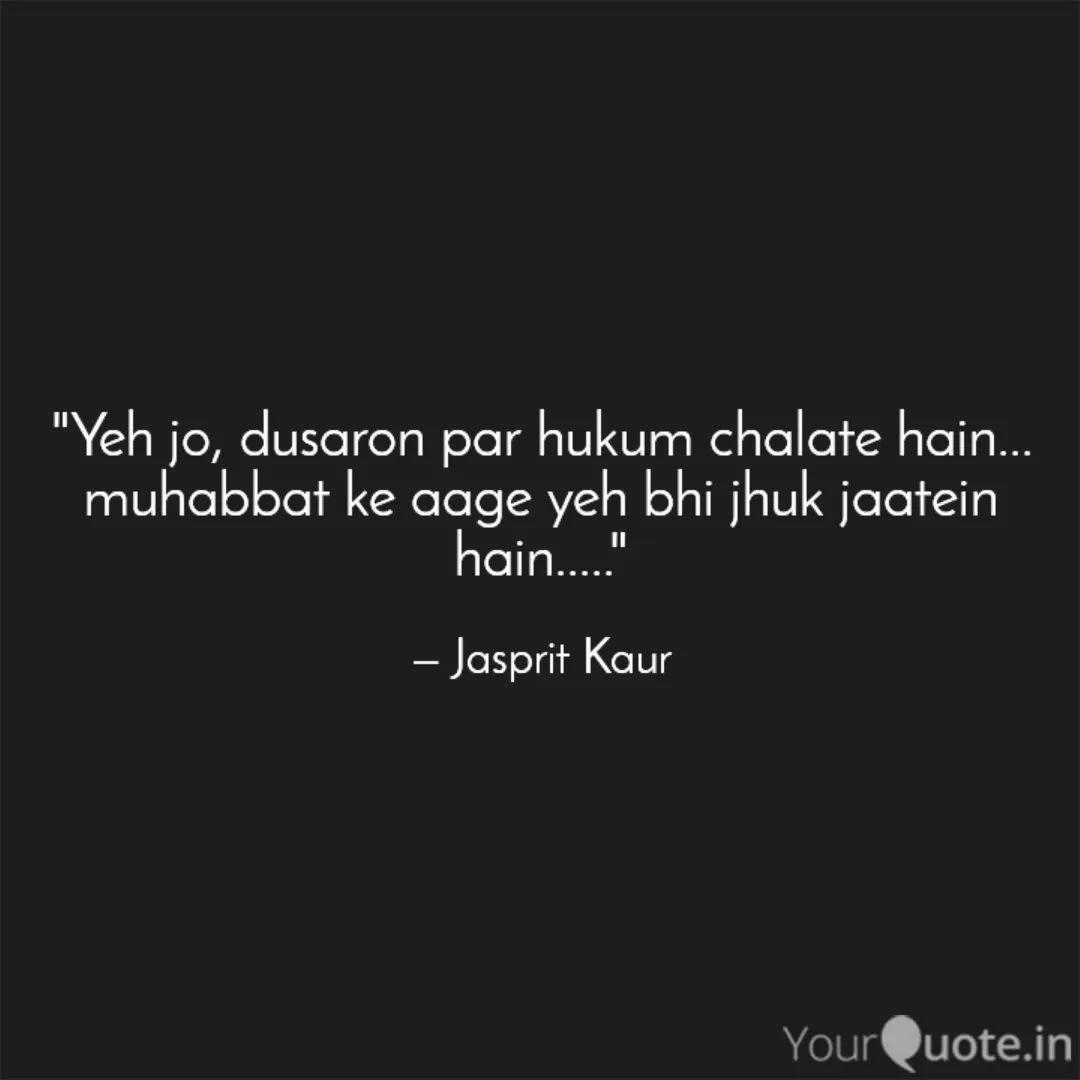 "Yeh jo, dusaron par hukum chalate hain...
muhabbat ke aage yeh bhi jhuk jaatein
hain....."
– Jasprit Kaur
YourQuote.in